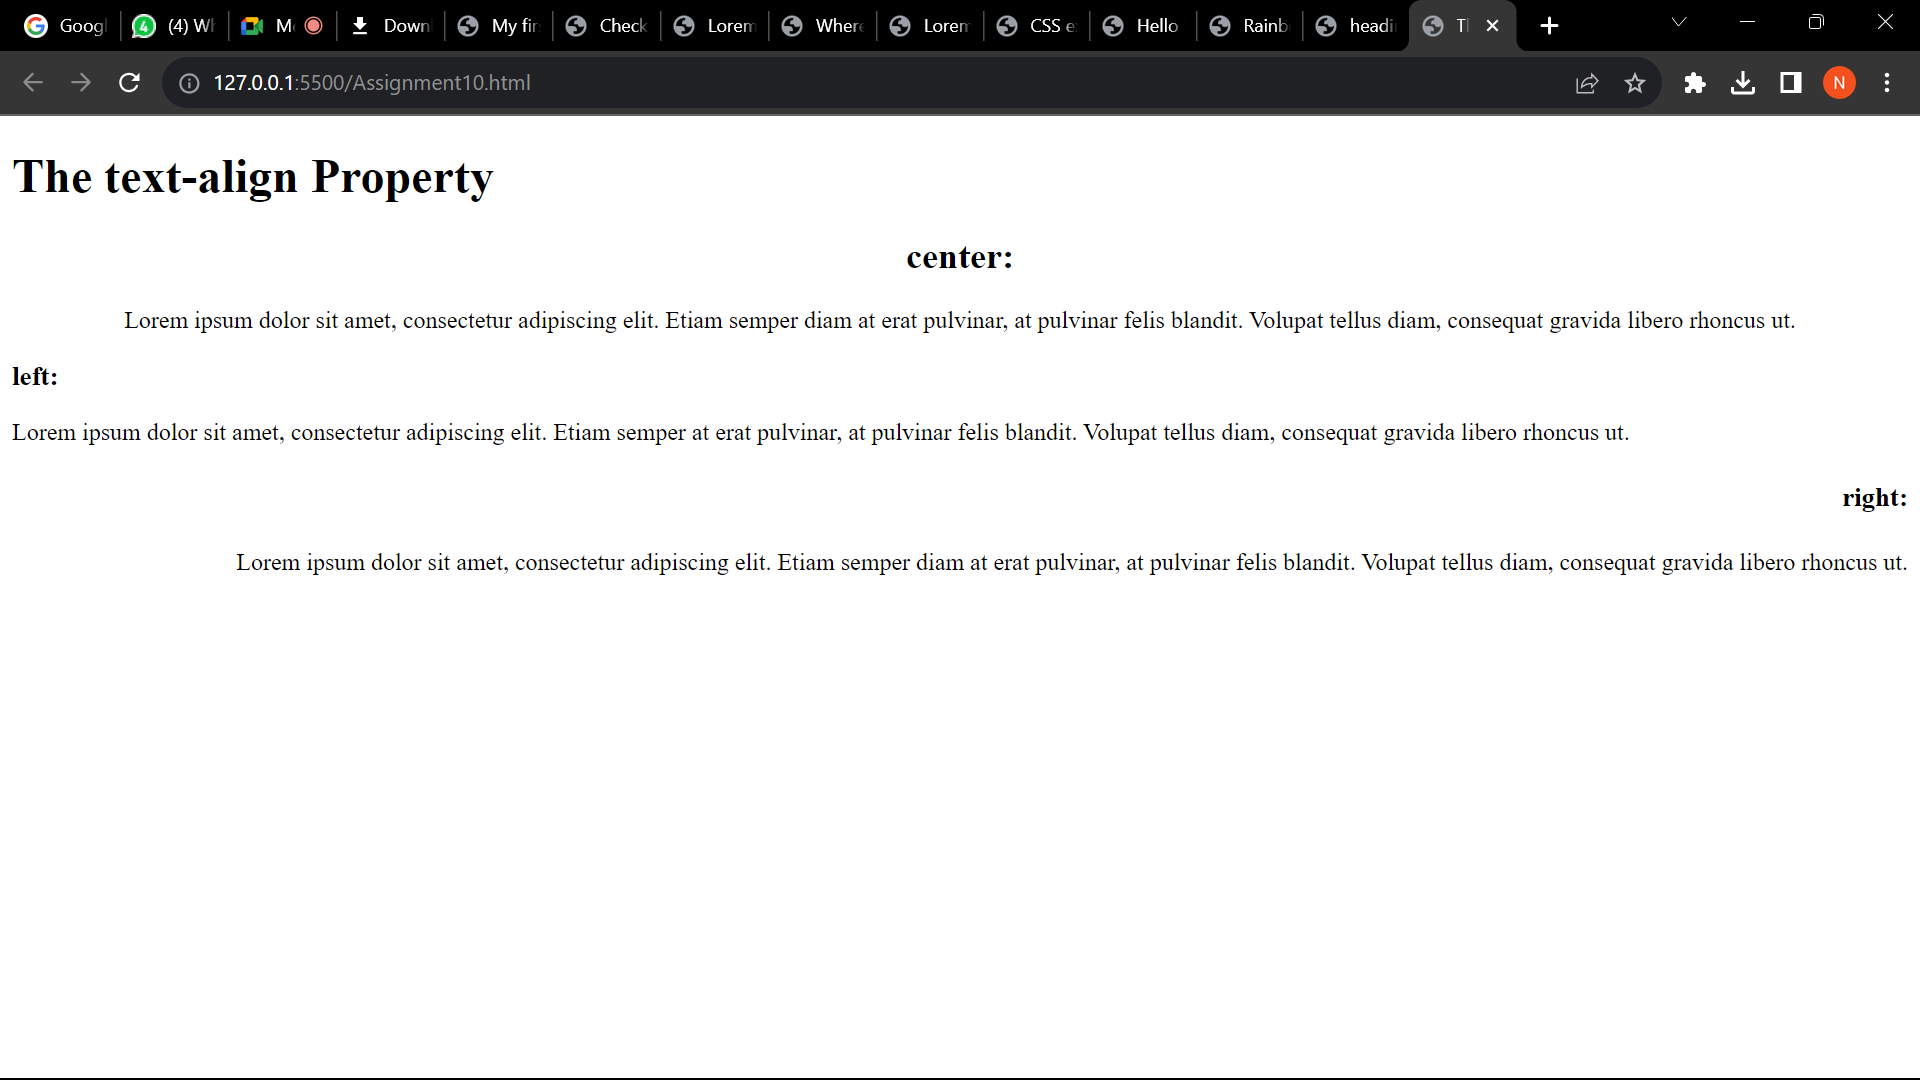 Googl (4) Wh Me Down My fir Check Lorem Where Lorem CSS e Hello Rainb headi Tl
127.0.0.1:5500/Assignment10.html N
The text-align Property
center:
Lorem ipsum dolor sit amet, consectetur adipiscing elit. Etiam semper diam at erat pulvinar, at pulvinar felis blandit. Volupat tellus diam, consequat gravida libero rhoncus ut.
left:
Lorem ipsum dolor sit amet, consectetur adipiscing elit. Etiam semper at erat pulvinar, at pulvinar felis blandit. Volupat tellus diam, consequat gravida libero rhoncus ut.
right:
Lorem ipsum dolor sit amet, consectetur adipiscing elit. Etiam semper diam at erat pulvinar, at pulvinar felis blandit. Volupat tellus diam, consequat gravida libero rhoncus ut.